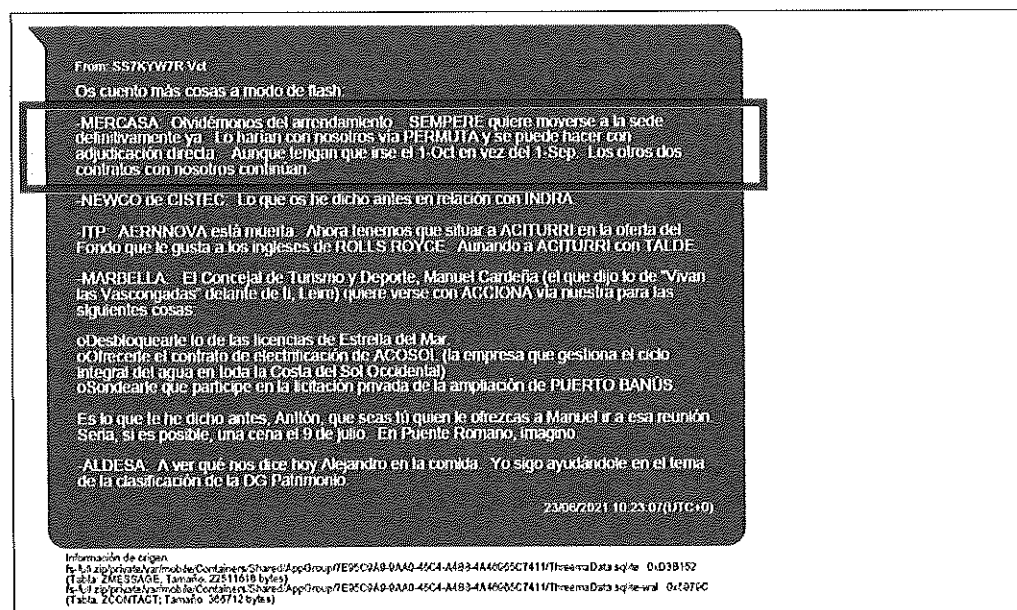 From: SS7KYW7R Vct
Os cuento más cosas a modo de flash:
-MERCASA. Olvidémonos del arrendamiento. SEMPERE quiere moverse a la sede
definitivamente ya. Lo harían con nosotros vía PERMUTA y se puede hacer con
adjudicación directa. Aunque tengan que irse el 1-Oct en vez del 1-Sep. Los otros dos
contratos con nosotros continúan.
-NEWCO de CISTEC. Lo que os he dicho antes en relación con INDRA
-ITP. AERNNOVA está muerta. Ahora tenemos que situar a ACITURRI en la oferta del
Fondo que le gusta a los ingleses de ROLLS ROYCE. Aunando a ACITURRI con TALDE
-MARBELLA. El Concejal de Turismo y Deporte, Manuel Cardeña (el que dijo lo de "Vivan
las Vascongadas" delante de ti, Leire) quiere verse con ACCIONA vía nuestra para las
siguientes cosas:
oDesbloquearle lo de las licencias de Estrella del Mar.
oOfrecerle el contrato de electrificación de ACOSOL (la empresa que gestiona el ciclo
integral del agua en toda la Costa del Sol Occidental)
oSondearle que participe en la licitación privada de la ampliación de PUERTO BANÚS
Es lo que te he dicho antes, Antton, que seas tú quien le ofrezcas a Manuel ir a esa reunión.
Sería, si es posible, una cena el 9 de julio. En Puente Romano, imagino
-ALDESA. A ver qué nos dice hoy Alejandro en la comida. Yo sigo ayudándole en el tema
de la clasificación de la DG Patrimonio
23/06/2021 10:23:07(UTC+0)
Información de origen
(Tabla: ZMESSAGE, Tamaño: 22511616 bytes)
(Tabla: ZCONTACT; Tamaño: 365712 bytes)